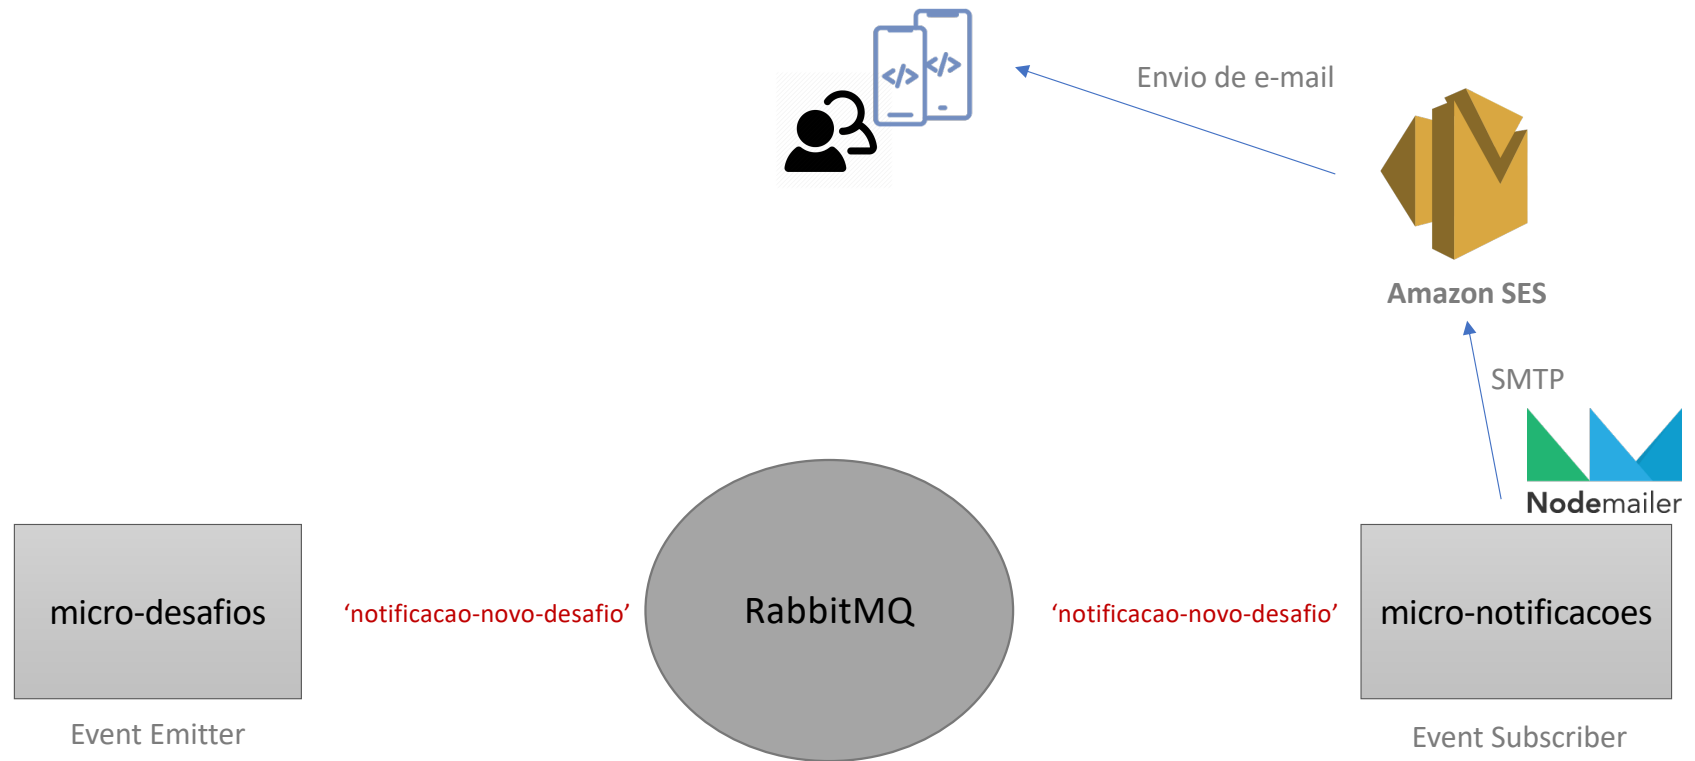 </>
</>
Envio de e-mail
Amazon SES
SMTP
Nodemailer
micro-desafios
‘notificacao-novo-desafio’
RabbitMQ
‘notificacao-novo-desafio’
micro-notificacoes
Event Emitter
Event Subscriber